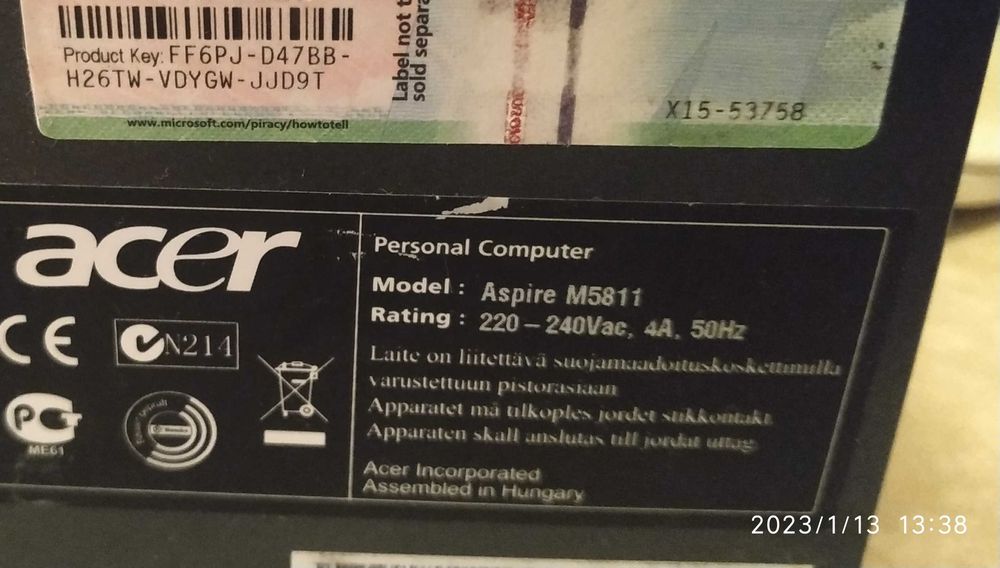 Product Key: FF6PJ-D47BB-
H26TW-VDYGW-JJD9T
Label not t
sold separa
www.microsoft.com/piracy/howtotell
X15-53758
acer
Personal Computer
Model : Aspire M5811
Rating : 220-240Vac, 4A, 50Hz
Laite on liitettävä suojamaadoituskoskettimilla
varustettuun pistorasiaan
Apparatet må tilkoples jordet stikkontakt
Apparaten skall anslutas till jordat uttag
Acer Incorporated
Assembled in Hungary
CE
N214
PCT
ME61
2023/1/13 13:38